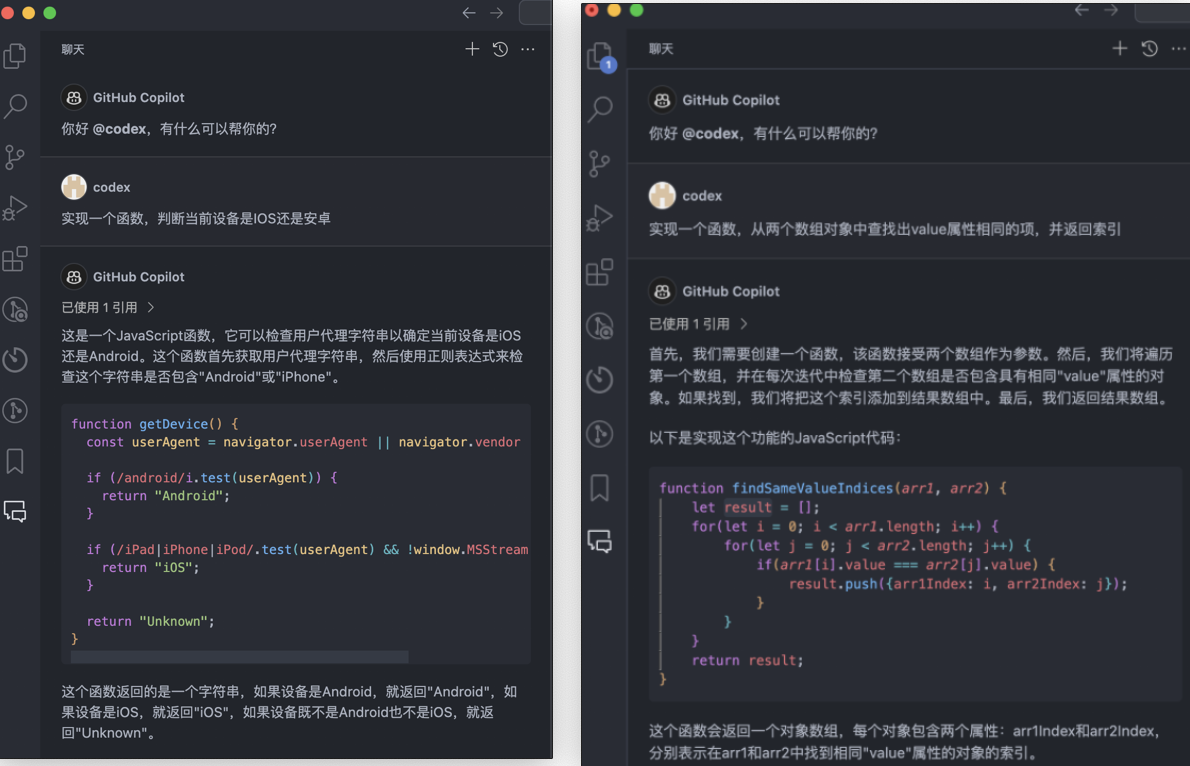 聊天
GitHub Copilot
你好 @codex，有什么可以帮你的?
codex
实现一个函数，判断当前设备是IOS还是安卓
GitHub Copilot
已使用 1 引用
这是一个JavaScript函数，它可以检查用户代理字符串以确定当前设备是iOS
还是Android。这个函数首先获取用户代理字符串，然后使用正则表达式来检
查这个字符串是否包含"Android"或"iPhone"。
function getDevice() {
const userAgent = navigator.userAgent || navigator.vendor
if (/android/i.test(userAgent)) {
return "Android";
}
if (/iPad|iPhone|iPod/.test(userAgent) && !window.MSStream
return "iOS";
}
return "Unknown";
}
这个函数返回的是一个字符串，如果设备是Android，就返回"Android"，如
果设备是iOS，就返回"iOS"，如果设备既不是Android也不是iOS，就返
回"Unknown"。
1
聊天
GitHub Copilot
你好 @codex，有什么可以帮你的?
codex
实现一个函数，从两个数组对象中查找出value属性相同的项，并返回索引
GitHub Copilot
已使用 1 引用
首先，我们需要创建一个函数，该函数接受两个数组作为参数。然后，我们将遍历
第一个数组，并在每次迭代中检查第二个数组是否包含具有相同"value"属性的对
象。如果找到，我们将把这个索引添加到结果数组中。最后，我们返回结果数组。
以下是实现这个功能的JavaScript代码：
function findSameValueIndices(arr1, arr2) {
let result = [];
for(let i = 0; i < arr1.length; i++) {
for(let j = 0; j < arr2.length; j++) {
if(arr1[i].value === arr2[j].value) {
result.push({arr1Index: i, arr2Index: j});
}
}
}
return result;
}
这个函数会返回一个对象数组，每个对象包含两个属性：arr1Index和arr2Index，
分别表示在arr1和arr2中找到相同"value"属性的对象的索引。